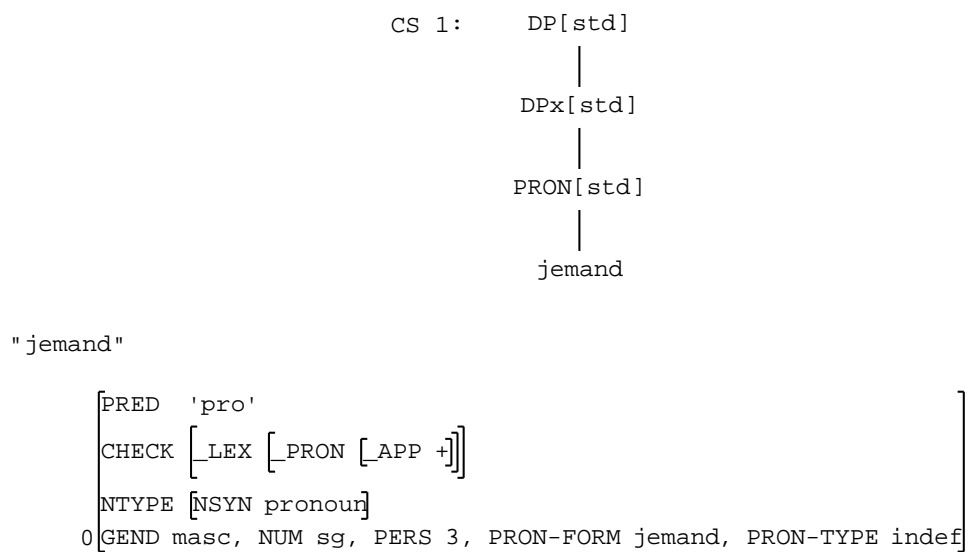 CS 1: DP[std]
DPx[std]
PRON[std]
jemand
"jemand"
PRED 'pro'
CHECK [_LEX [_PRON [_APP +]]]
NTYPE [NSYN pronoun]
0[GEND masc, NUM sg, PERS 3, PRON-FORM jemand, PRON-TYPE indef]